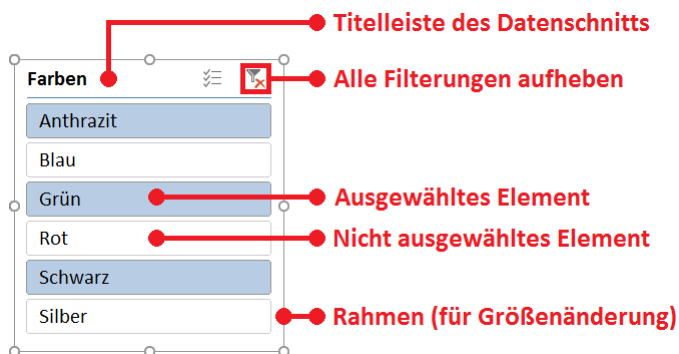 Titelleiste des Datenschnitts
Farben
Alle Filterungen aufheben
Anthrazit
Blau
Grün
Ausgewähltes Element
Rot
Nicht ausgewähltes Element
Schwarz
Silber
Rahmen (für Größenänderung)